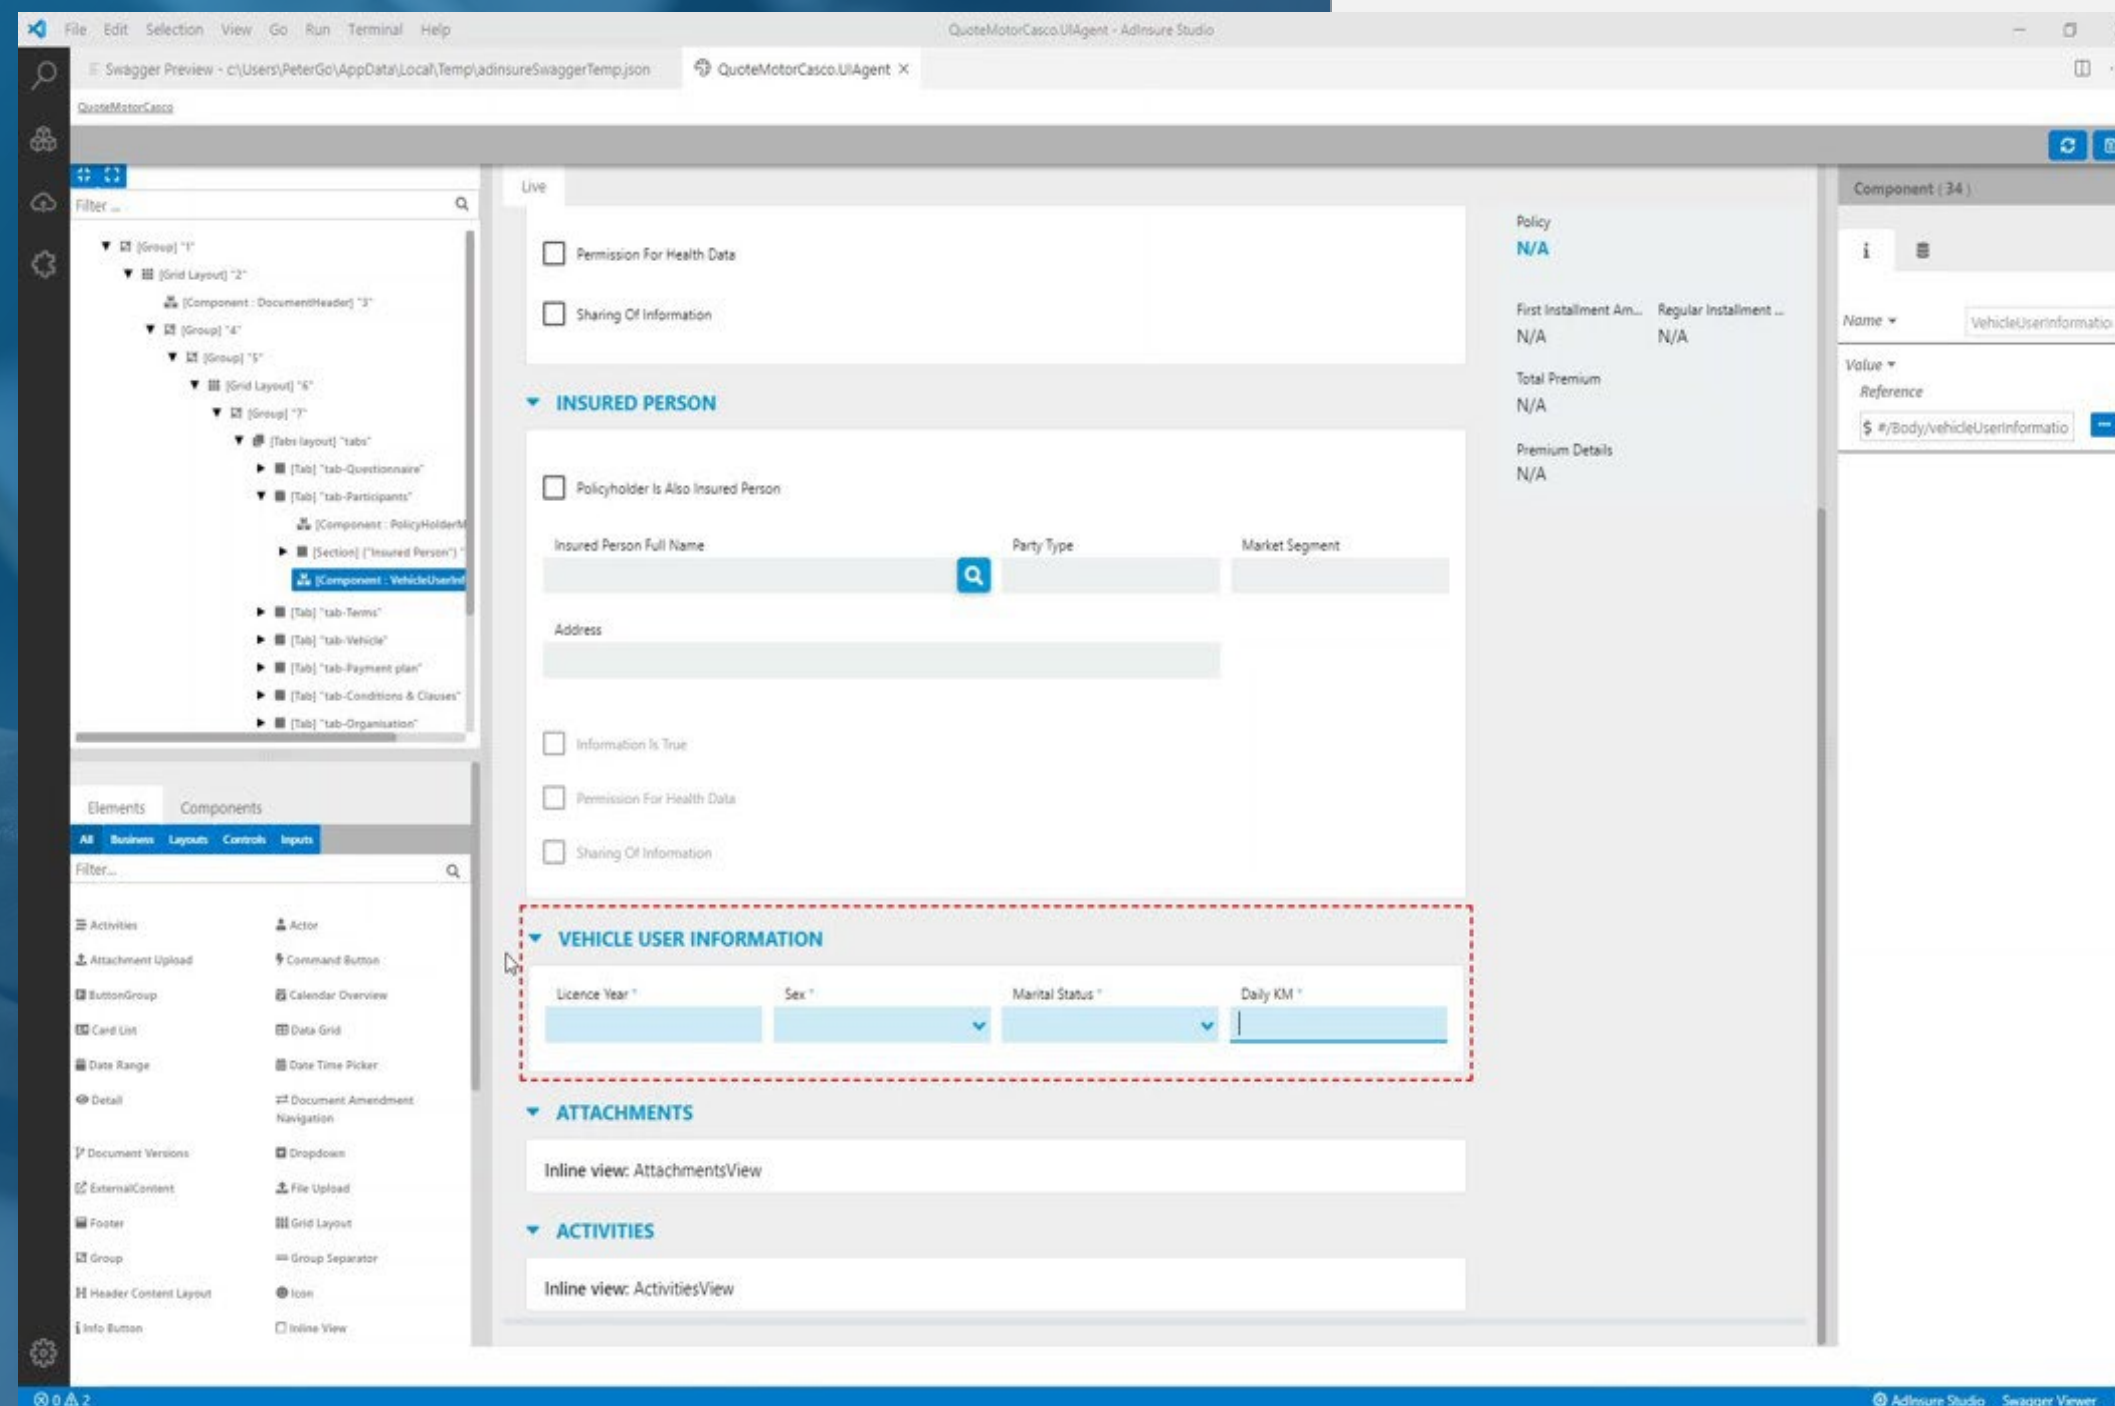 File Edit Selection View Go Run Terminal Help
QuoteMotorCasco.UIAgent - AdInsure Studio
Swagger Preview - c:\Users\PeterGo\AppData\Local\Temp\adinsureSwaggerTemp.json
QuoteMotorCasco.UIAgent
QuoteMotorCasco
Filter ...
[Group] "1"
[Grid Layout] "2"
[Component : DocumentHeader] "3"
[Group] "4"
[Group] "5"
[Grid Layout] "6"
[Group] "7"
[Tabs layout] "tabs"
[Tab] "tab-Questionnaire"
[Tab] "tab-Participants"
[Component : PolicyHolderM
[Section] ("Insured Person") "
[Component : VehicleUserInf
[Tab] "tab-Terms"
[Tab] "tab-Vehicle"
[Tab] "tab-Payment plan"
[Tab] "tab-Conditions & Clauses"
[Tab] "tab-Organisation"
Elements Components
All Business Layouts Controls Inputs
Filter...
Activities Actor
Attachment Upload Command Button
ButtonGroup Calendar Overview
Card List Data Grid
Date Range Date Time Picker
Detail Document Amendment
Navigation
Document Versions Dropdown
ExternalContent File Upload
Footer Grid Layout
Group Group Separator
Header Content Layout Icon
Info Button Inline View
Live
Permission For Health Data
Sharing Of Information
INSURED PERSON
Policyholder Is Also Insured Person
Insured Person Full Name Party Type Market Segment
Address
Information Is True
Permission For Health Data
Sharing Of Information
VEHICLE USER INFORMATION
Licence Year * Sex * Marital Status * Daily KM *
ATTACHMENTS
Inline view: AttachmentsView
ACTIVITIES
Inline view: ActivitiesView
Policy
N/A
First Installment Am... Regular Installment ...
N/A N/A
Total Premium
N/A
Premium Details
N/A
Component ( 34 )
Name VehicleUserInformatio
Value
Reference
$ #/Body/vehicleUserInformatio
0 2
AdInsure Studio Swagger Viewer